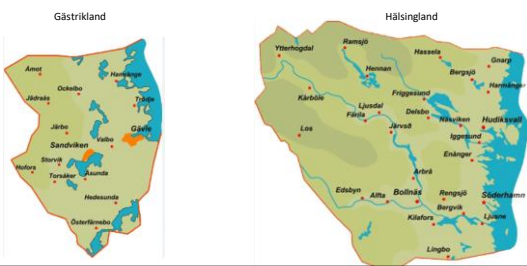 Gästrikland
Hälsingland
Åmot
Ockelbo
Hamrånge
Jädraås
Trödje
Järbo
Gävle
Sandviken
Valbo
Storvik
Hofors
Torsåker
Åsunda
Hedesunda
Österfärnebo
Ytterhogdal
Ramsjö
Hassela
Gnarp
Hennan
Bergsjö
Harmånger
Kårböle
Friggesund
Ljusdal
Delsbo
Färila
Näsviken
Hudiksvall
Los
Järvsö
Iggesund
Enånger
Arbrå
Edsbyn
Alfta
Bollnäs
Rengsjö
Söderhamn
Bergvik
Kilafors
Ljusne
Lingbo